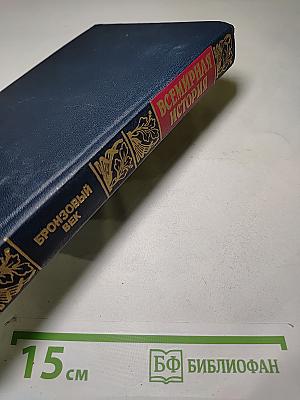 ВСЕМИРНАЯ
ИСТОРИЯ
БРОНЗОВЫЙ
ВЕК
15 см
БФ БИБЛИОФАН